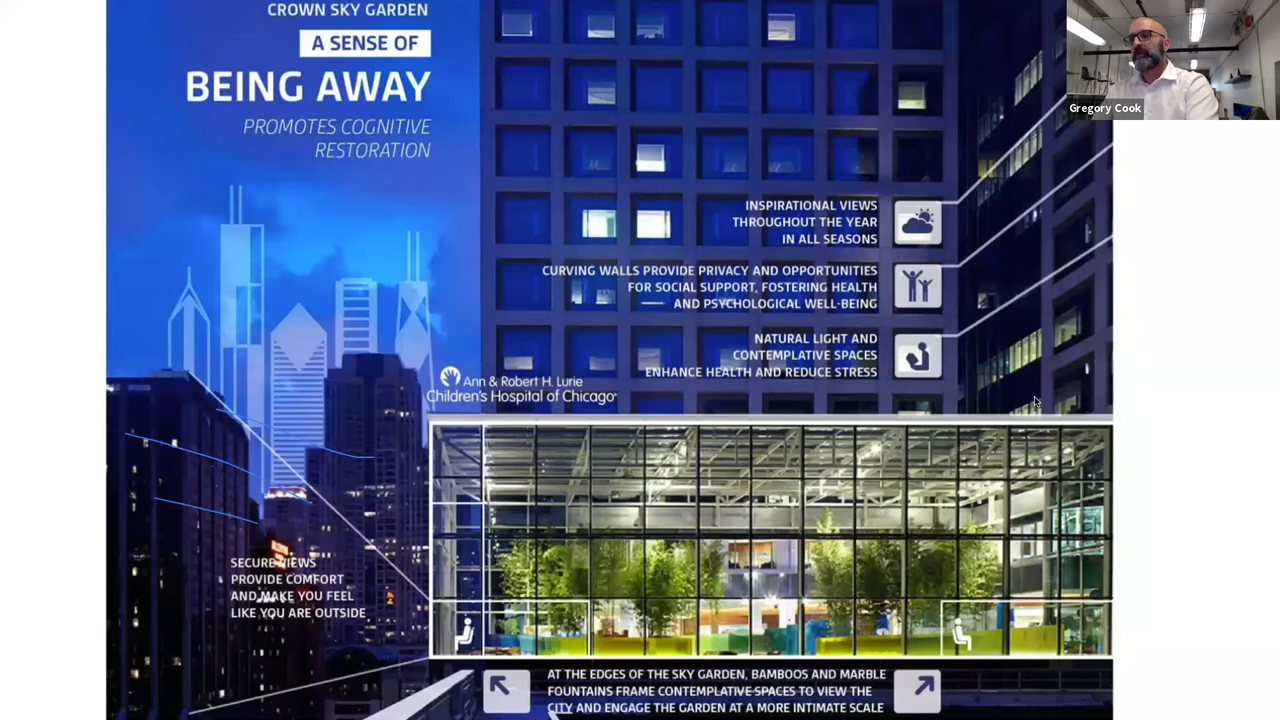 CROWN SKY GARDEN
A SENSE OF
BEING AWAY
PROMOTES COGNITIVE
RESTORATION
Gregory Cook
INSPIRATIONAL VIEWS
THROUGHOUT THE YEAR
IN ALL SEASONS
CURVING WALLS PROVIDE PRIVACY AND OPPORTUNITIES
FOR SOCIAL SUPPORT, FOSTERING HEALTH
AND PSYCHOLOGICAL WELL-BEING
NATURAL LIGHT AND
CONTEMPLATIVE SPACES
ENHANCE HEALTH AND REDUCE STRESS
Ann & Robert H. Lurie
Children's Hospital of Chicago®
SECURE VIEWS
PROVIDE COMFORT
AND MAKE YOU FEEL
LIKE YOU ARE OUTSIDE
AT THE EDGES OF THE SKY GARDEN, BAMBOOS AND MARBLE
FOUNTAINS FRAME CONTEMPLATIVE SPACES TO VIEW THE
CITY AND ENGAGE THE GARDEN AT A MORE INTIMATE SCALE